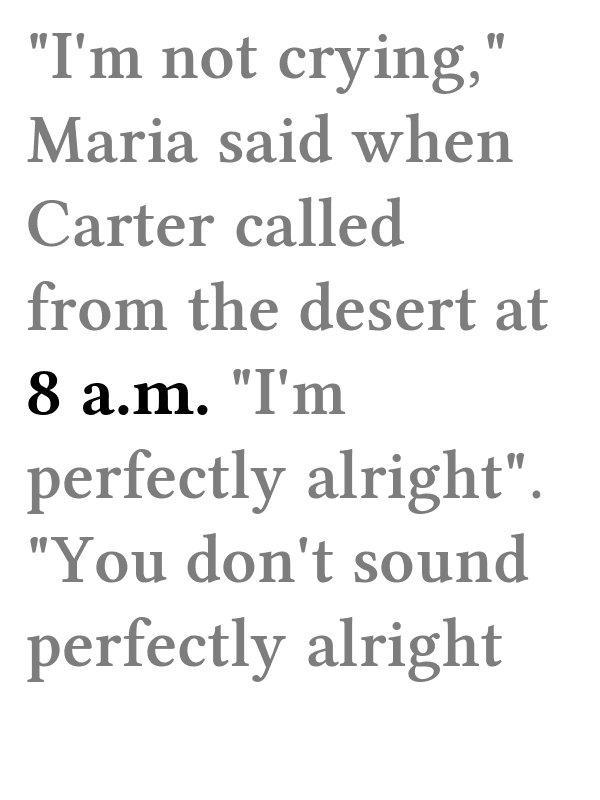 "I'm not crying,"
Maria said when
Carter called
from the desert at
8 a.m. "I'm
perfectly alright".
"You don't sound
perfectly alright